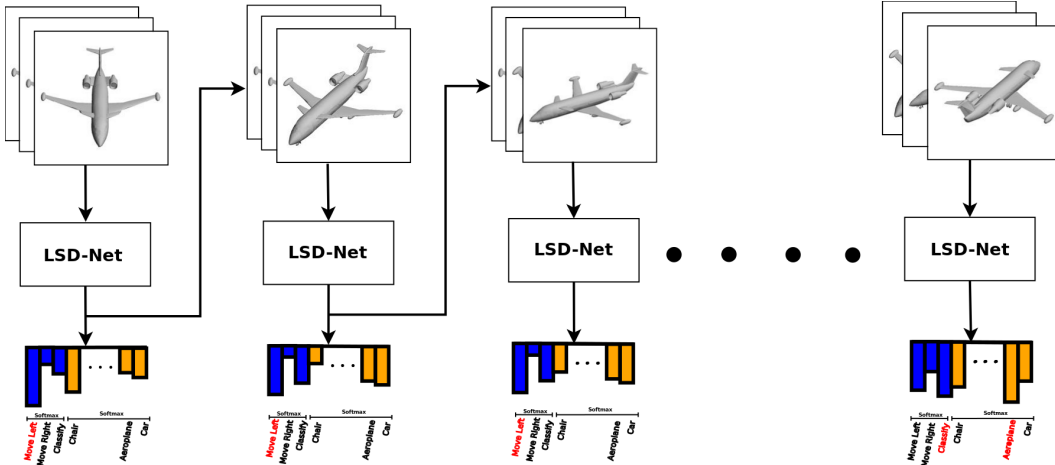 LSD-Net
LSD-Net
LSD-Net
LSD-Net
Softmax
Softmax
Move Left
Move Right
Classify
Chair
Aeroplane
Car
Softmax
Softmax
Move Left
Move Right
Classify
Chair
Aeroplane
Car
Softmax
Softmax
Move Left
Move Right
Classify
Chair
Aeroplane
Car
Softmax
Softmax
Move Left
Move Right
Classify
Chair
Aeroplane
Car